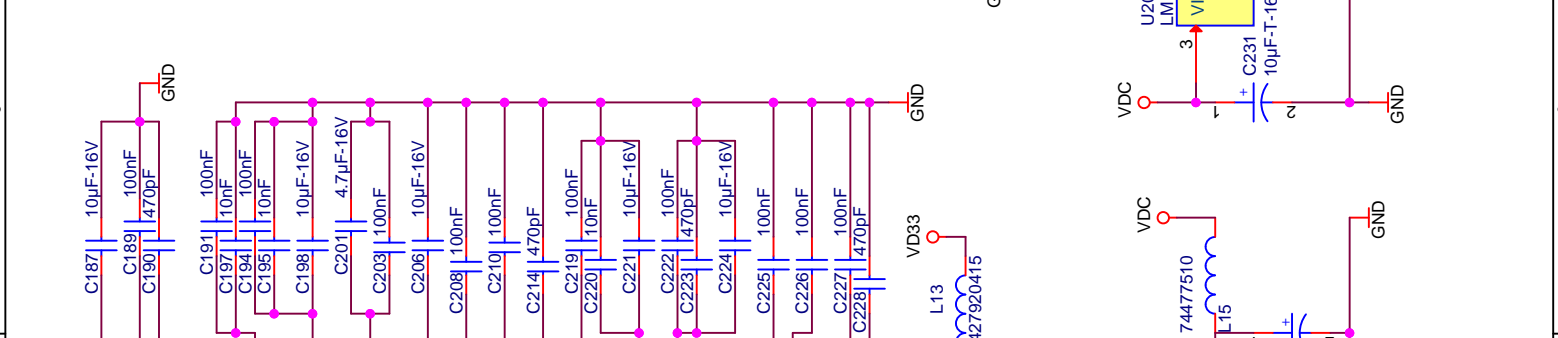 GND
10µF-16V
C187
100nF
C189
470pF
C190
100nF
C191
10nF
C197
100nF
C194
10nF
C195
10µF-16V
C198
4.7µF-16V
C201
100nF
C203
10µF-16V
C206
100nF
C208
100nF
C210
470pF
C214
100nF
C219
10nF
C220
10µF-16V
C221
100nF
C222
470pF
C223
10µF-16V
C224
100nF
C225
100nF
C226
100nF
C227
470pF
C228
GND
VD33
L13
VDC
3
1
+
C231
2
GND
VDC
74477510
L15
+
GND